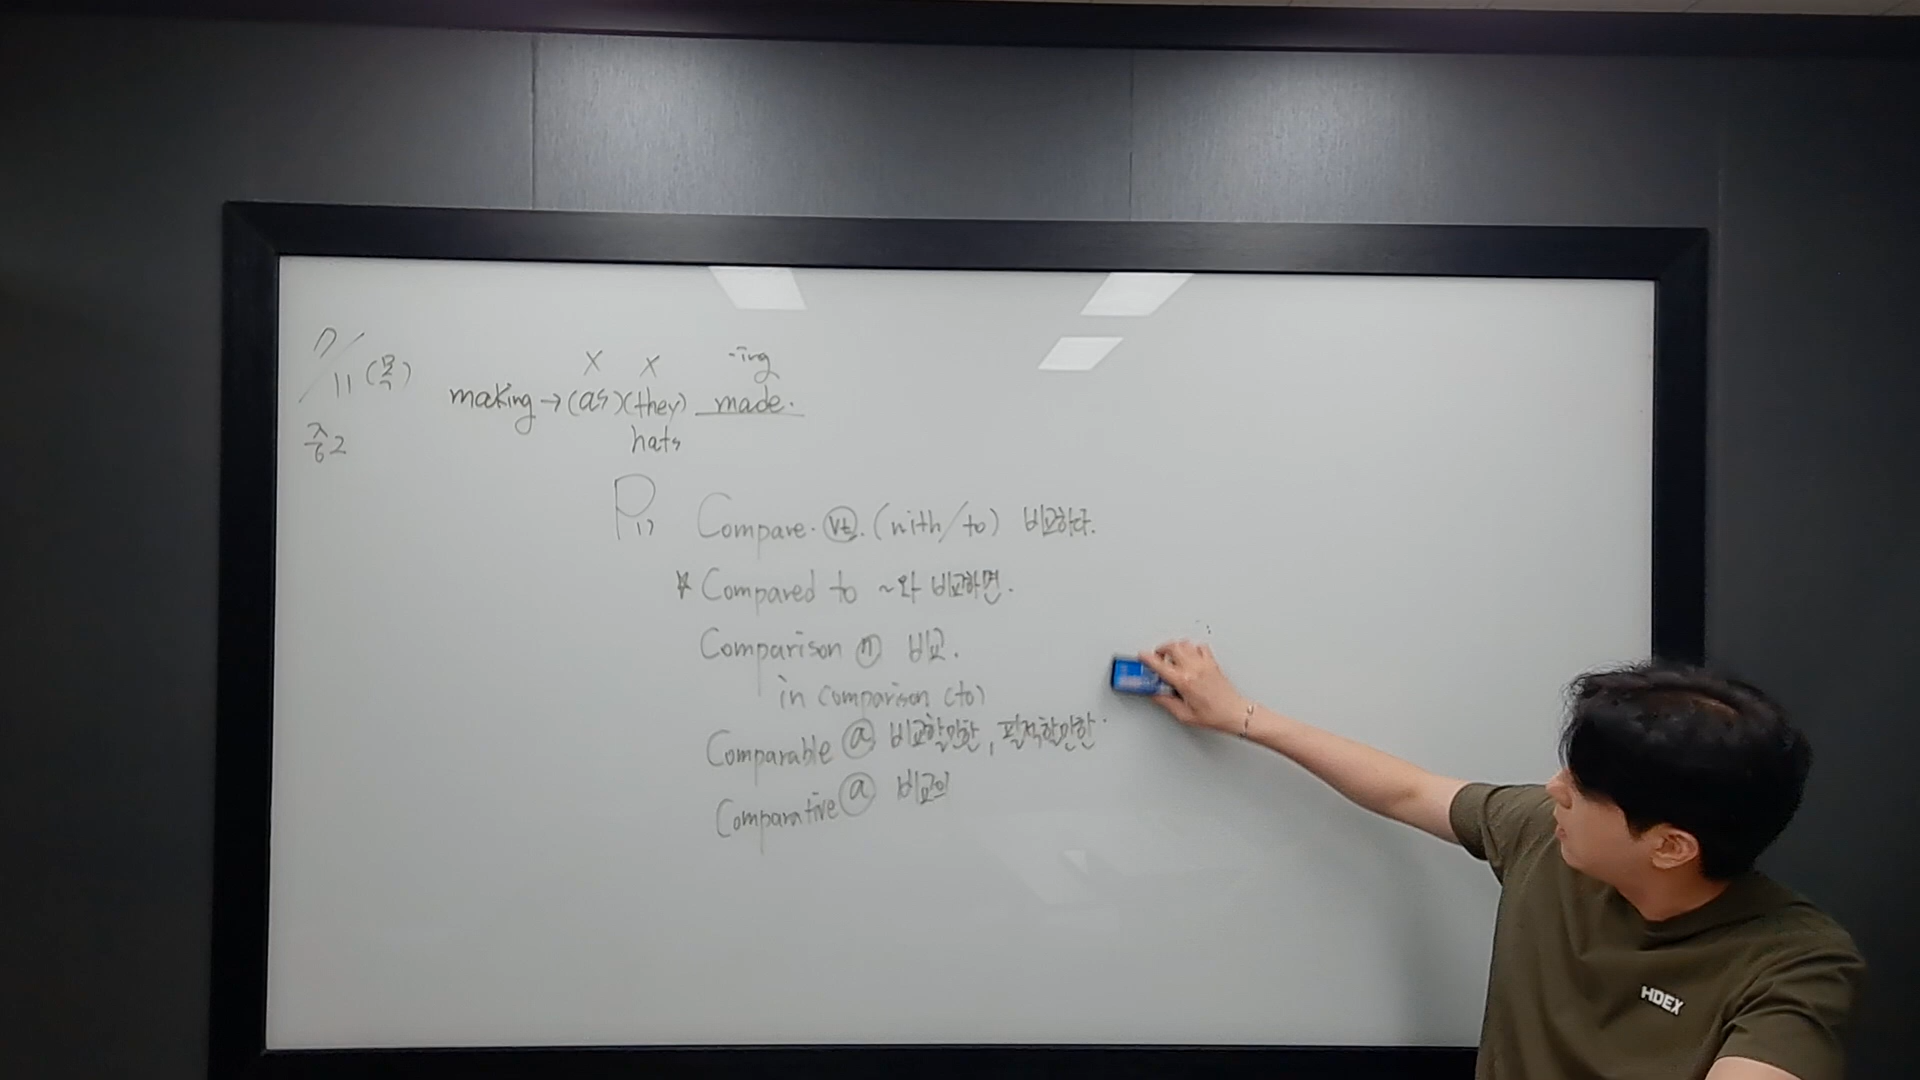 7/11 (목)
중2
X X -ing
making → (as)(they) made.
hats
P17
Compare. vt. (with/to) 비교하다.
☆ Compared to ~와 비교하면.
Comparison n 비교.
in comparison (to)
Comparable a 비교할만한, 필적할만한.
Comparative a 비교의
HDEX